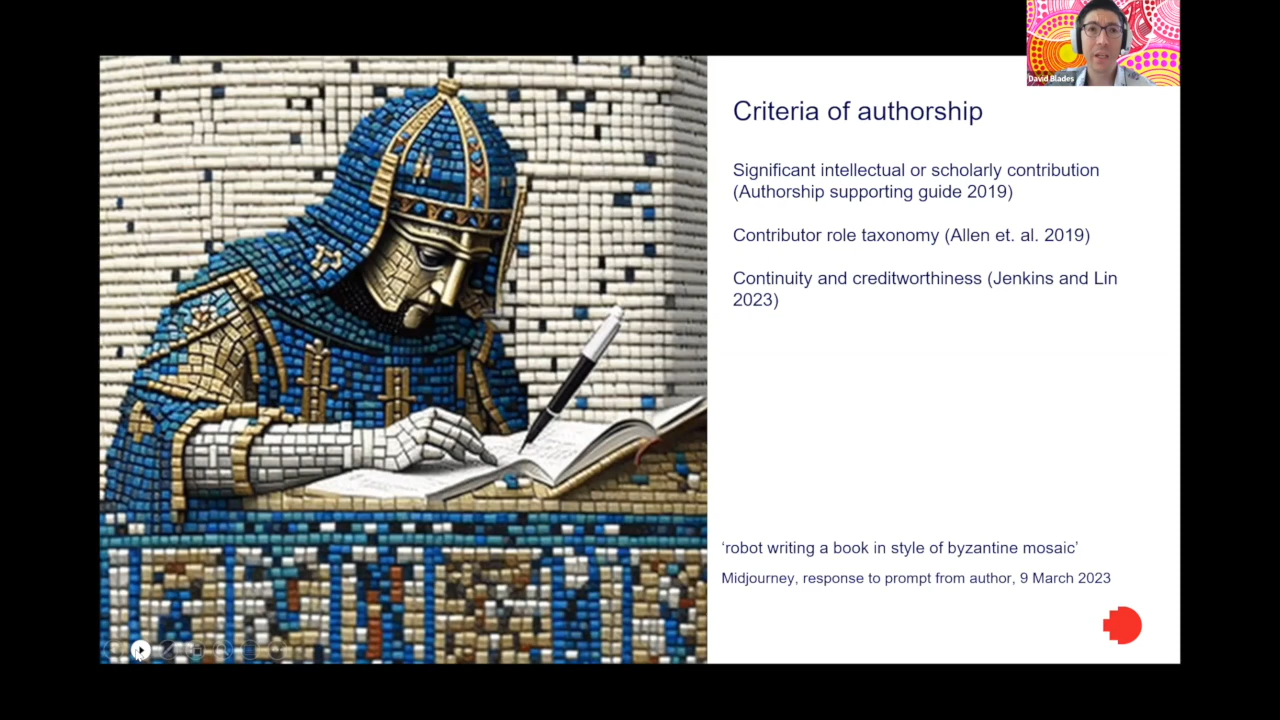 David Blades
Criteria of authorship
Significant intellectual or scholarly contribution
(Authorship supporting guide 2019)
Contributor role taxonomy (Allen et. al. 2019)
Continuity and creditworthiness (Jenkins and Lin
2023)
‘robot writing a book in style of byzantine mosaic’
Midjourney, response to prompt from author, 9 March 2023